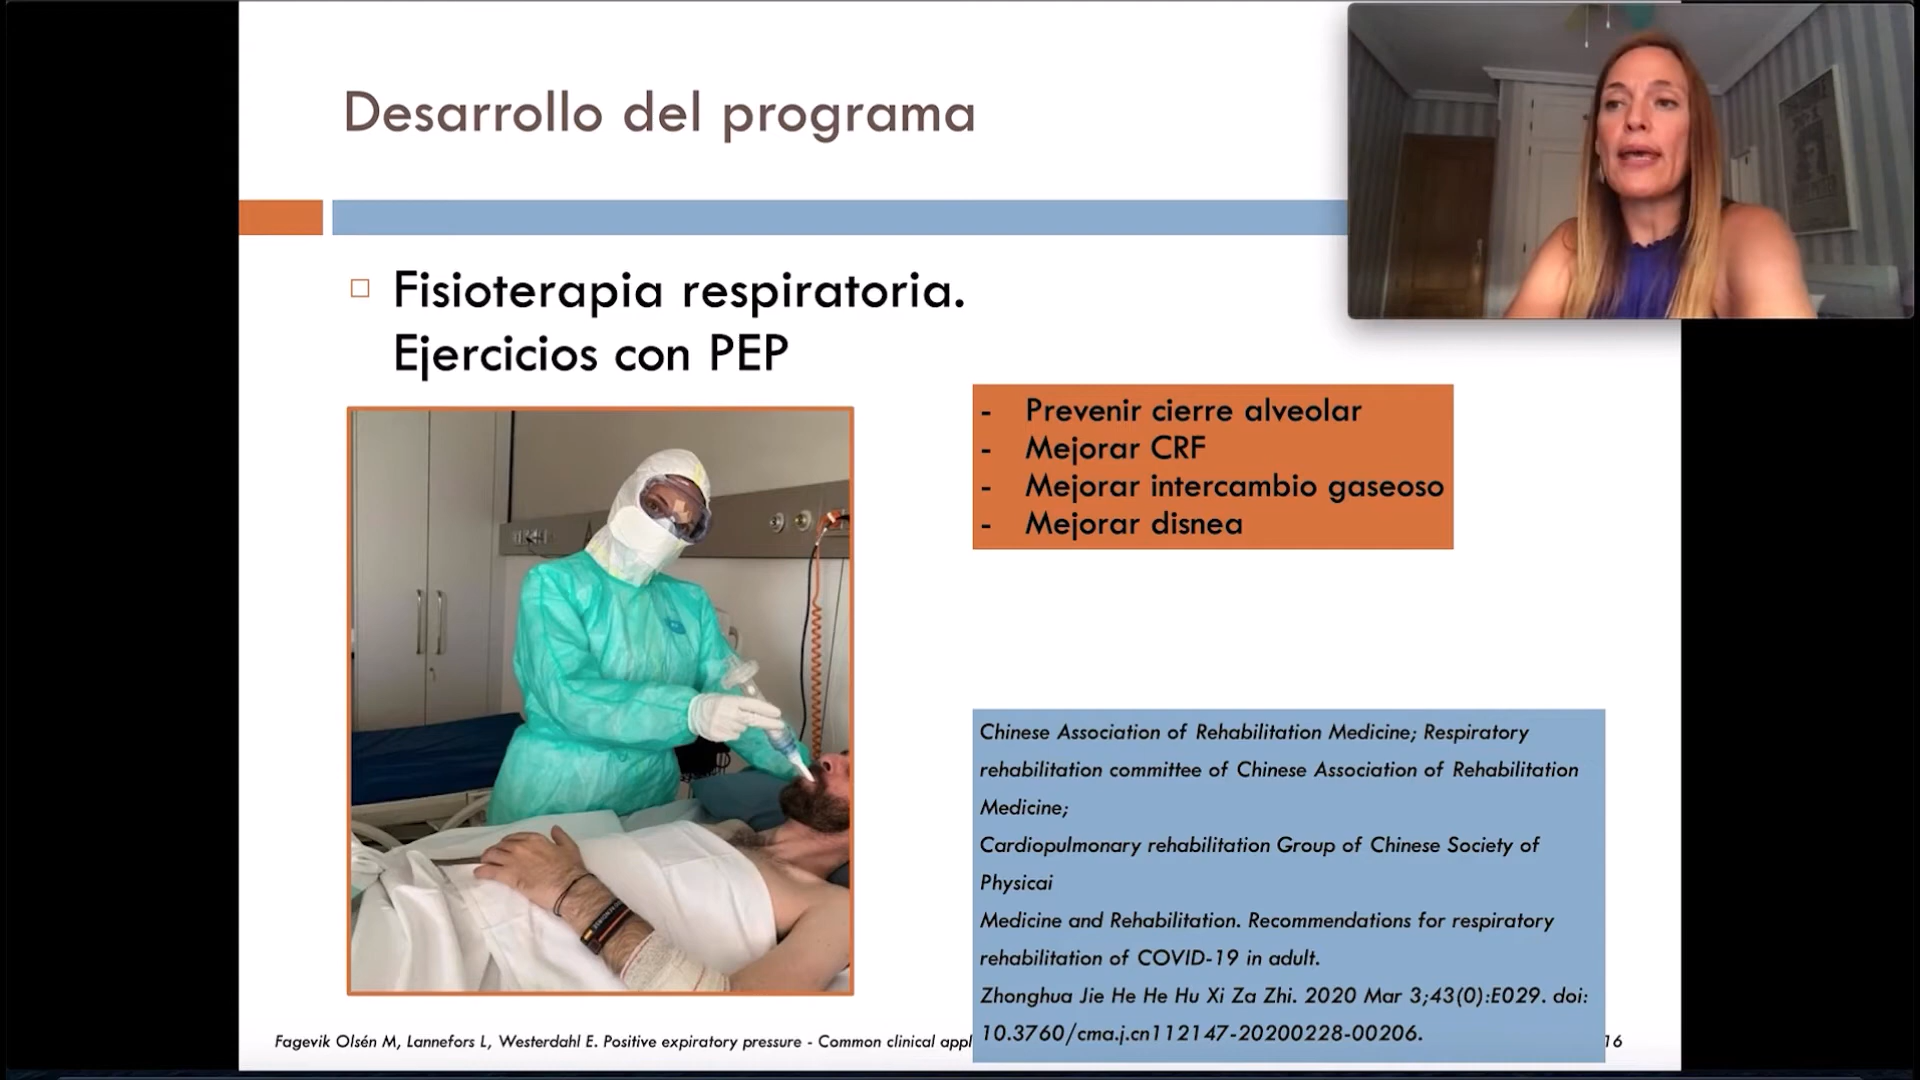 Desarrollo del programa
Fisioterapia respiratoria.
Ejercicios con PEP
- Prevenir cierre alveolar
- Mejorar CRF
- Mejorar intercambio gaseoso
- Mejorar disnea
Chinese Association of Rehabilitation Medicine; Respiratory
rehabilitation committee of Chinese Association of Rehabilitation
Medicine;
Cardiopulmonary rehabilitation Group of Chinese Society of
Physicai
Medicine and Rehabilitation. Recommendations for respiratory
rehabilitation of COVID-19 in adult.
Zhonghua Jie He He Hu Xi Za Zhi. 2020 Mar 3;43(0):E029. doi:
10.3760/cma.j.cn112147-20200228-00206.
Fagevik Olsén M, Lannefors L, Westerdahl E. Positive expiratory pressure - Common clinical appl 16